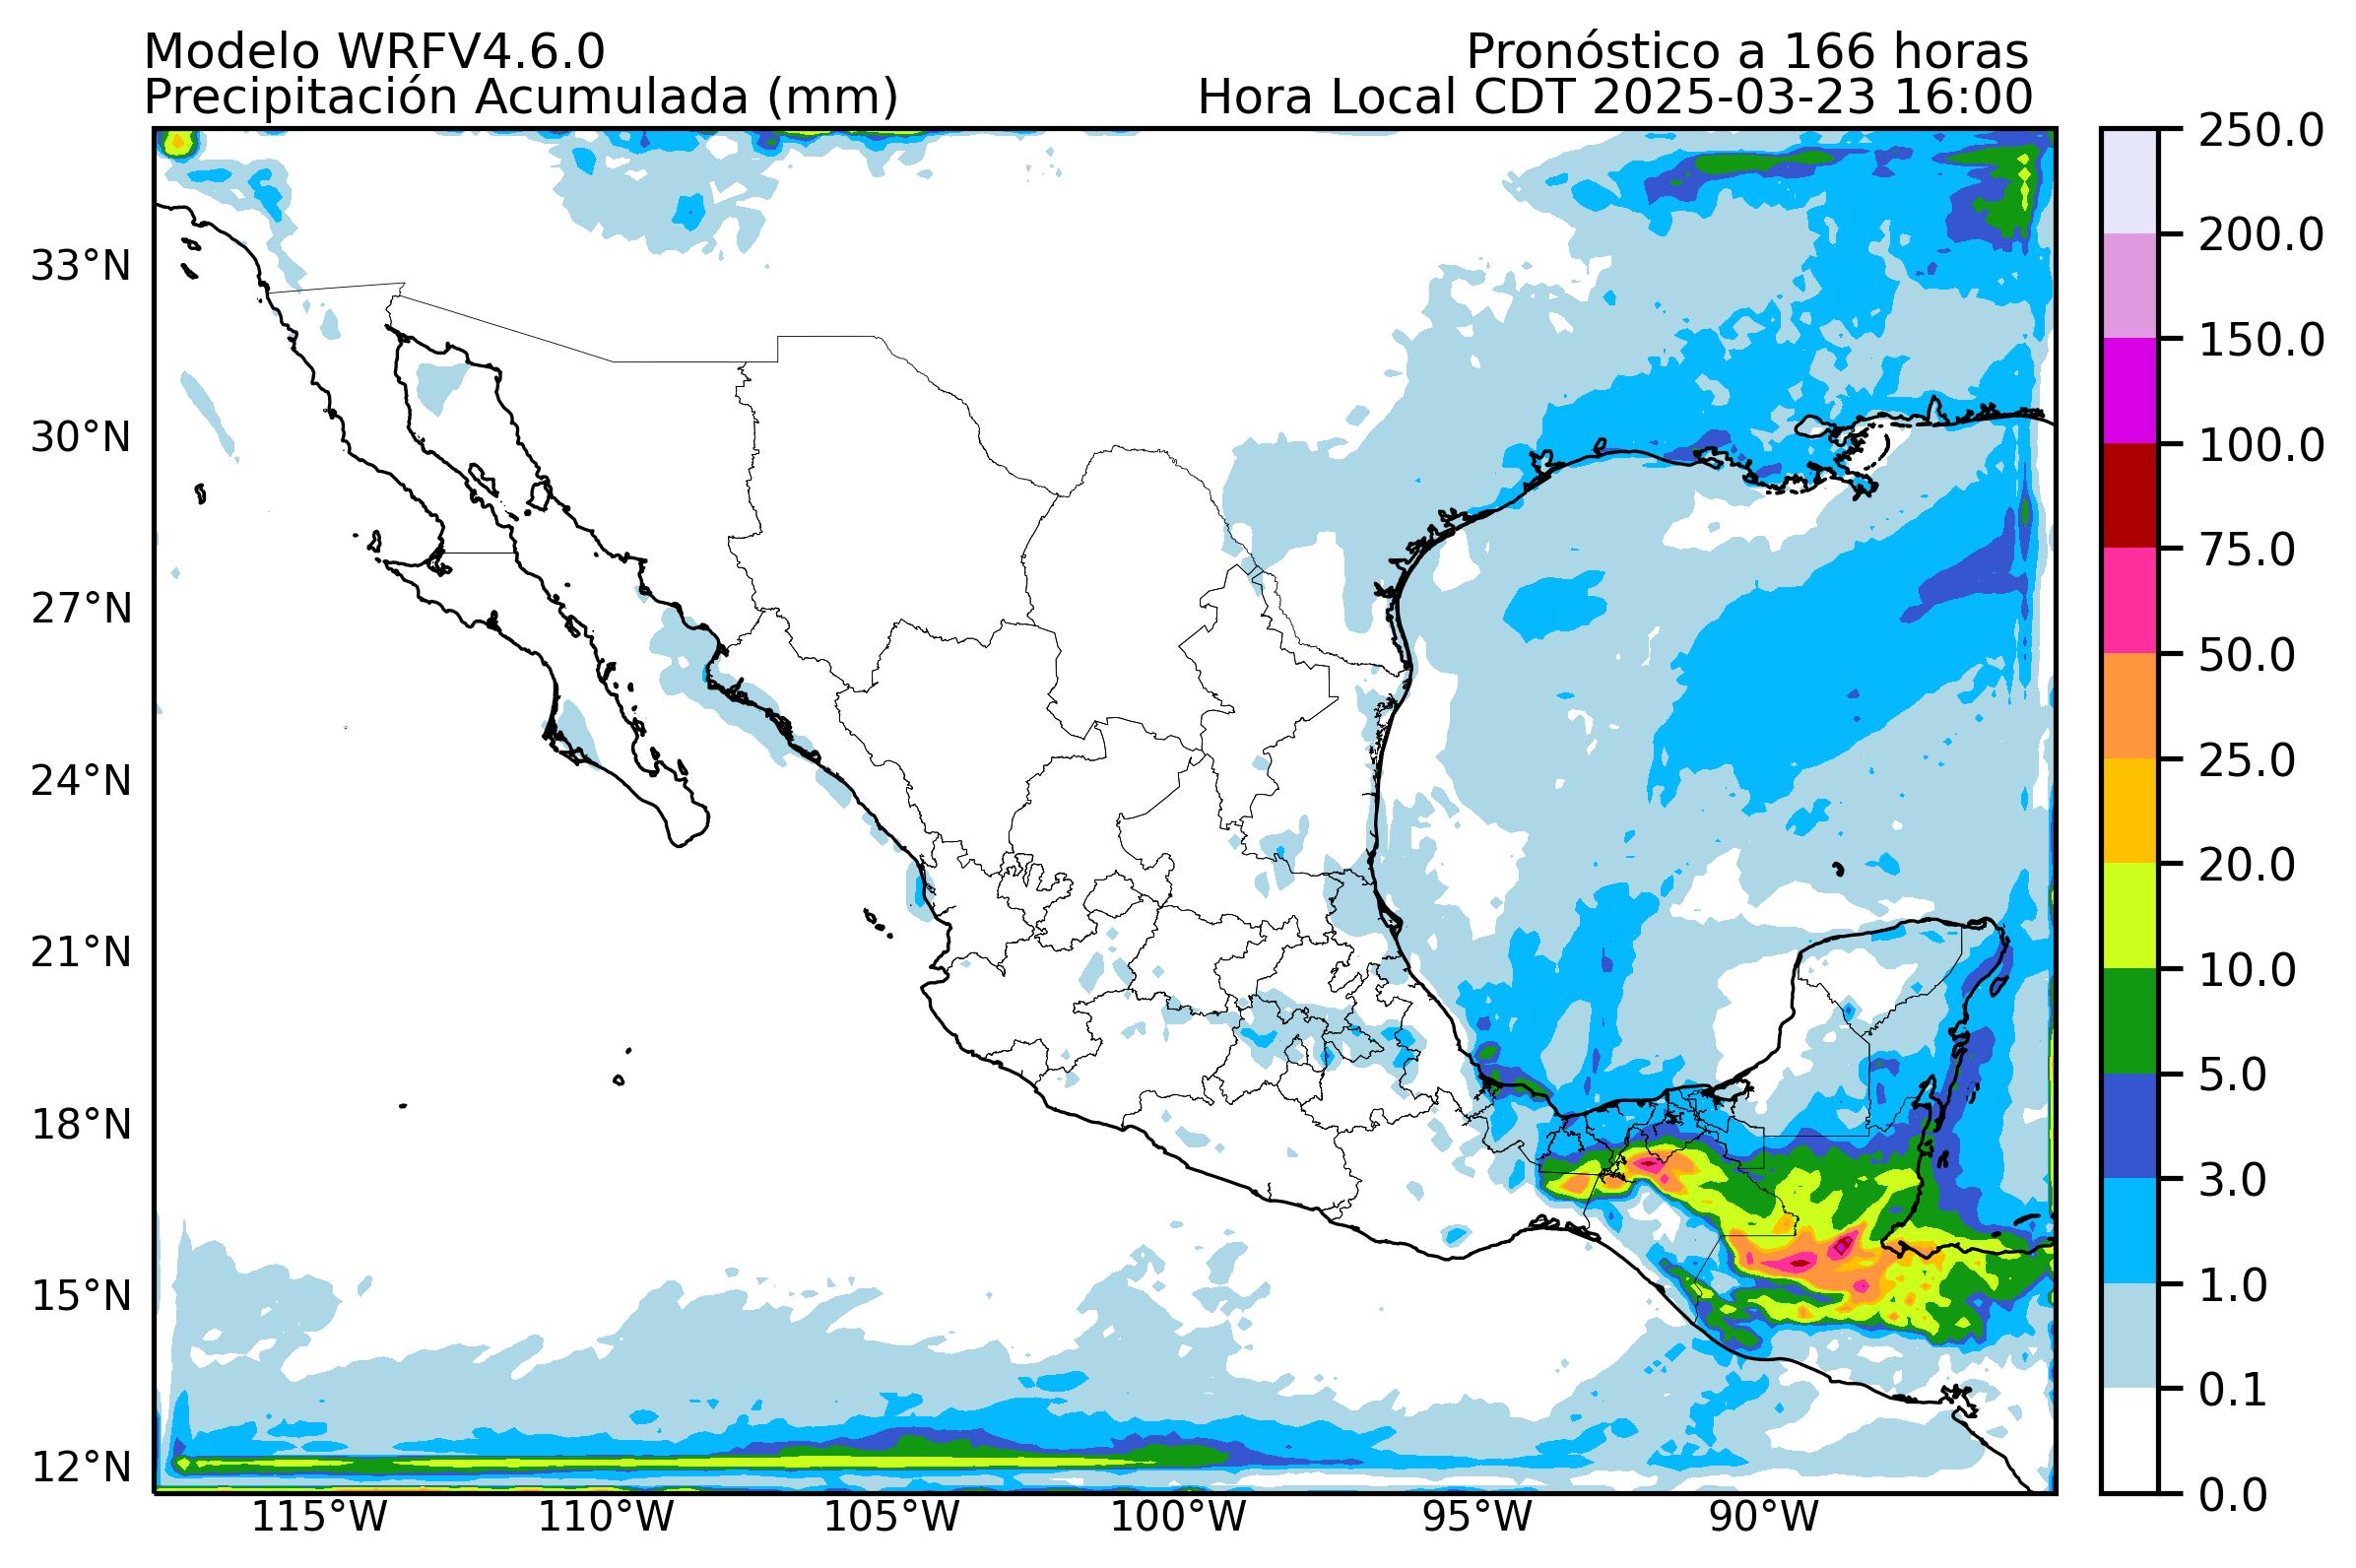 Modelo WRFV4.6.0
Pronóstico a 166 horas
Precipitación Acumulada (mm)
Hora Local CDT 2025-03-23 16:00
33°N
30°N
27°N
24°N
21°N
18°N
15°N
12°N
115°W
110°W
105°W
100°W
95°W
90°W
250.0
200.0
150.0
100.0
75.0
50.0
25.0
20.0
10.0
5.0
3.0
1.0
0.1
0.0